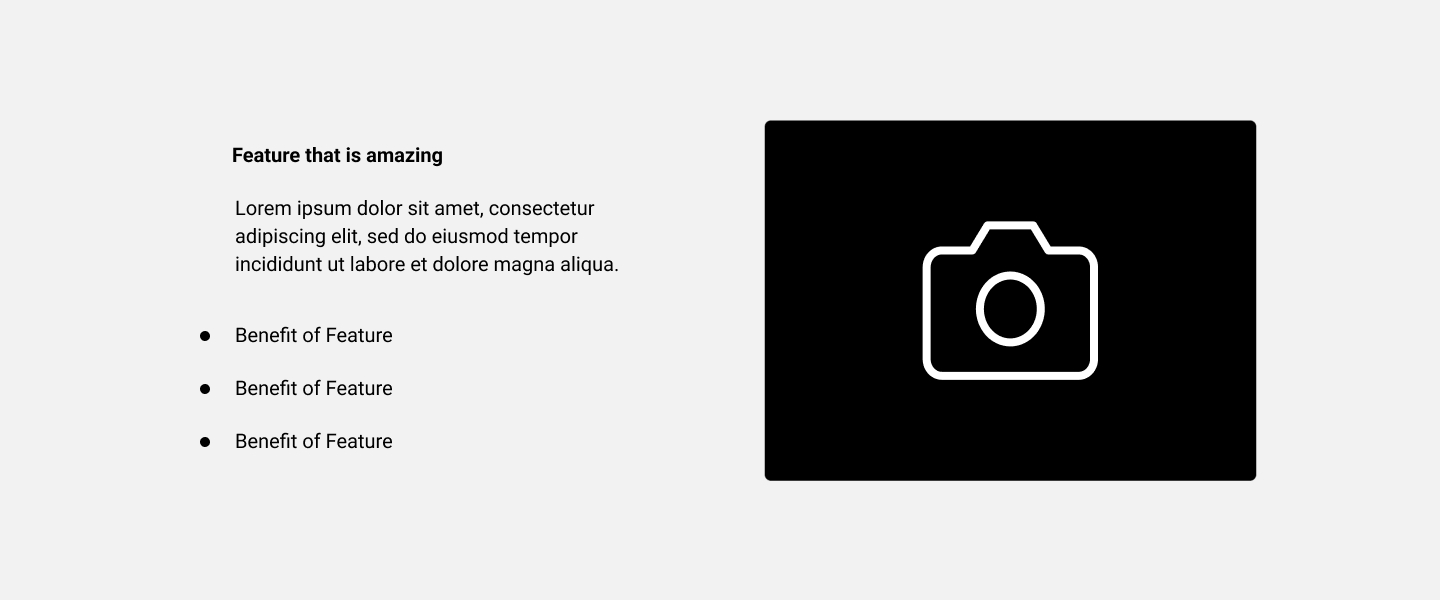 Feature that is amazing
Lorem ipsum dolor sit amet, consectetur
adipiscing elit, sed do eiusmod tempor
incididunt ut labore et dolore magna aliqua.
Benefit of Feature
Benefit of Feature
Benefit of Feature